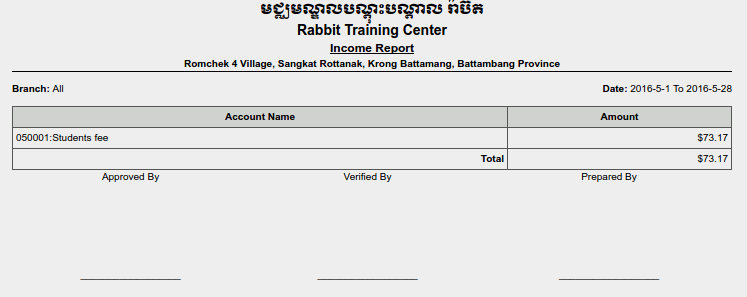 មជ្ឈមណ្ឌលបណ្តុះបណ្តាល រ៉ាប៊ីត
Rabbit Training Center
Income Report
Romchek 4 Village, Sangkat Rottanak, Krong Battamang, Battambang Province
Branch: All Date: 2016-5-1 To 2016-5-28
Account Name Amount
050001:Students fee $73.17
Total $73.17
Approved By Verified By Prepared By